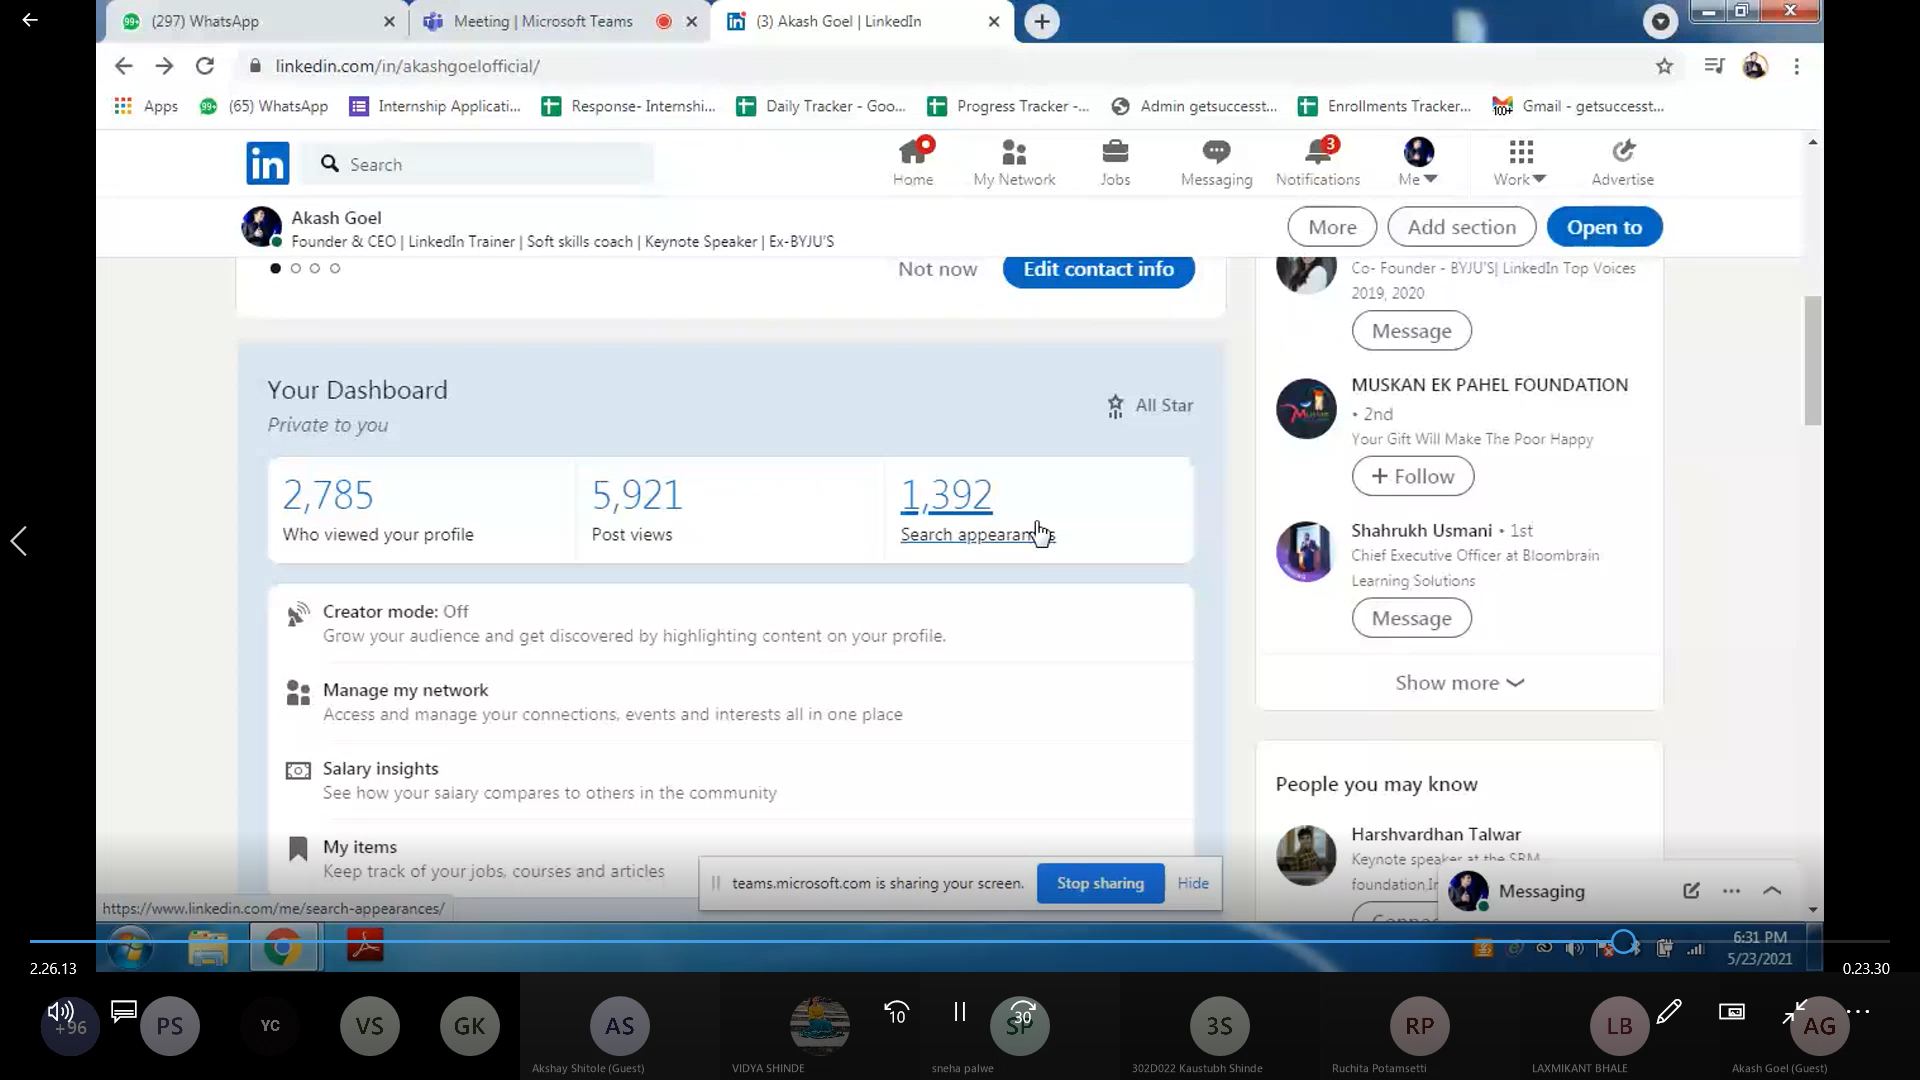 (297) WhatsApp
Meeting | Microsoft Teams
(3) Akash Goel | LinkedIn
linkedin.com/in/akashgoelofficial/
Apps
(65) WhatsApp
Internship Applicati...
Response- Internshi...
Daily Tracker - Goo...
Progress Tracker -...
Admin getsuccesst...
Enrollments Tracker...
100+
Gmail - getsuccesst...
in
Search
Home
My Network
Jobs
Messaging
3
Notifications
Me
Work
Advertise
Akash Goel
Founder & CEO | LinkedIn Trainer | Soft skills coach | Keynote Speaker | Ex-BYJU'S
More
Add section
Open to
Not now
Edit contact info
Your Dashboard
Private to you
All Star
2,785
Who viewed your profile
5,921
Post views
1,392
Search appearances
Creator mode: Off
Grow your audience and get discovered by highlighting content on your profile.
Manage my network
Access and manage your connections, events and interests all in one place
Salary insights
See how your salary compares to others in the community
My items
Keep track of your jobs, courses and articles
Co- Founder - BYJU'S| LinkedIn Top Voices
2019, 2020
Message
MUSKAN EK PAHEL FOUNDATION
• 2nd
Your Gift Will Make The Poor Happy
+ Follow
Shahrukh Usmani • 1st
Chief Executive Officer at Bloombrain
Learning Solutions
Message
Show more
People you may know
Harshvardhan Talwar
Keynote speaker at the SRM
foundation.
Messaging
teams.microsoft.com is sharing your screen.
Stop sharing
Hide
https://www.linkedin.com/me/search-appearances/
6:31 PM
5/23/2021
2.26.13
0.23.30
+96
PS
YC
VS
GK
AS
10
30
SP
3S
RP
LB
AG
Akshay Shitole (Guest)
VIDYA SHINDE
sneha palwe
302D022 Kaustubh Shinde
Ruchita Potamsetti
LAXMIKANT BHALE
Akash Goel (Guest)